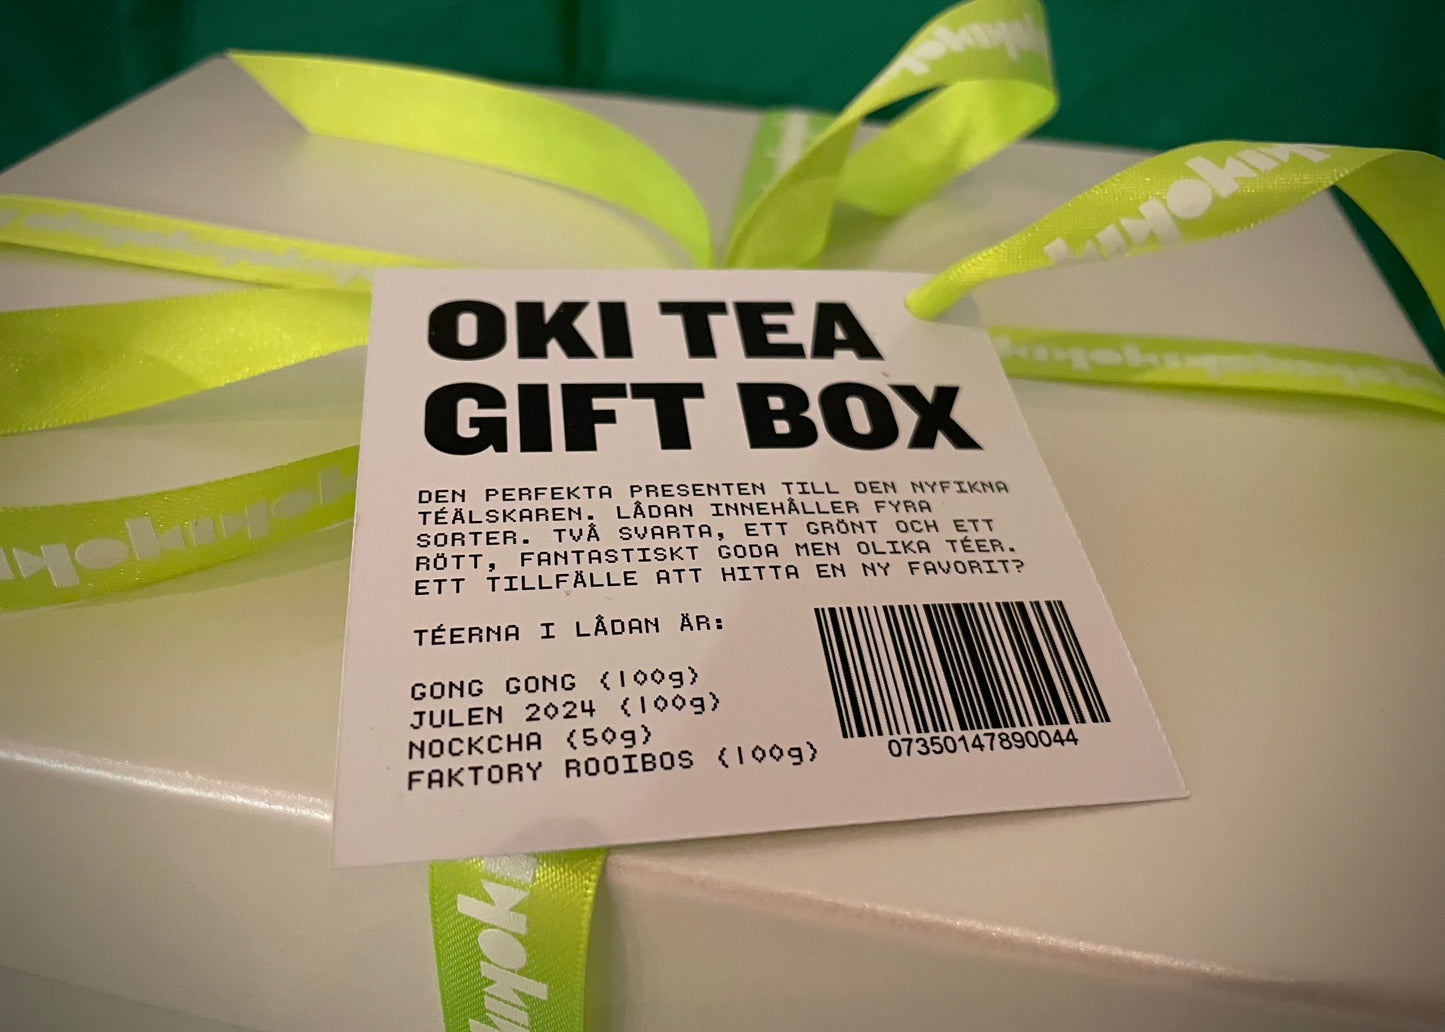 OKI TEA
GIFT BOX
DEN PERFEKTA PRESENTEN TILL DEN NYFIKNA
TÉÄLSKAREN. LÅDAN INNEHÅLLER FYRA
SORTER. TVÅ SVARTA, ETT GRÖNT OCH ETT
RÖTT, FANTASTISKT GODA MEN OLIKA TÉER.
ETT TILLFÄLLE ATT HITTA EN NY FAVORIT?
TÉERNA I LÅDAN ÄR:
GONG GONG (100g)
JULEN 2024 (100g)
NOCKCHA (50g)
FAKTORY ROOIBOS (100g)
07350147890044